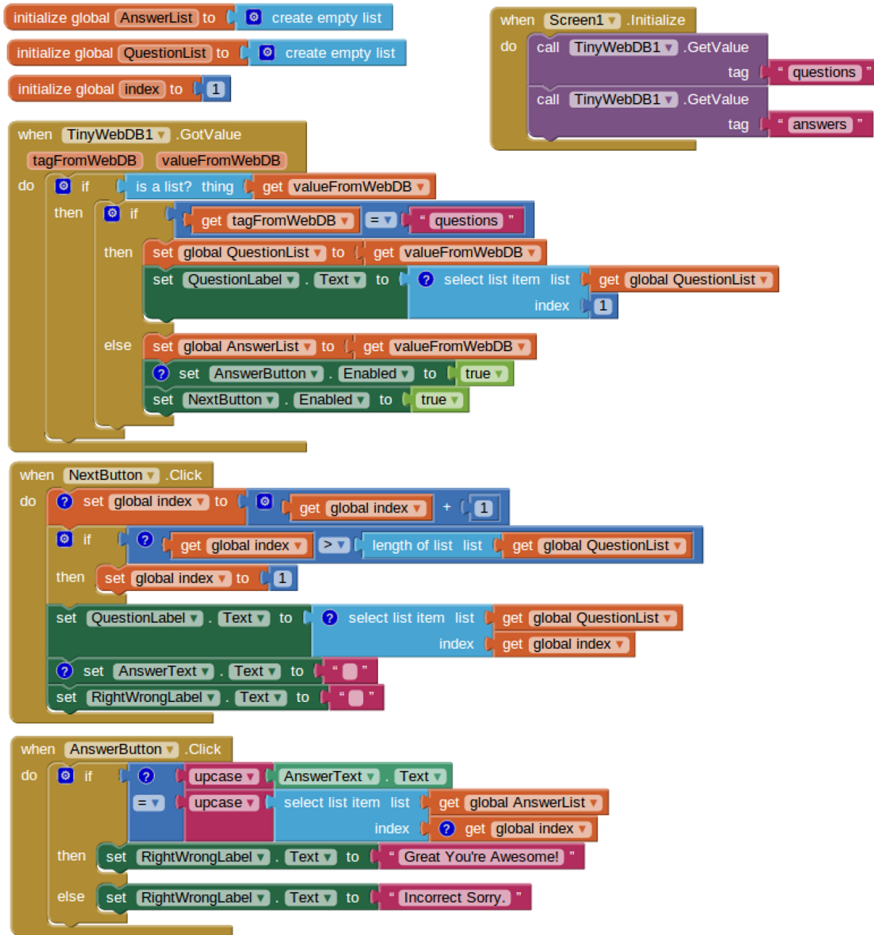 initialize global AnswerList to create empty list
initialize global QuestionList to create empty list
initialize global index to 1
when Screen1 .Initialize
do call TinyWebDB1 .GetValue
tag " questions "
call TinyWebDB1 .GetValue
tag " answers "
when TinyWebDB1 .GotValue
tagFromWebDB valueFromWebDB
do if is a list? thing get valueFromWebDB
then if get tagFromWebDB = " questions "
then set global QuestionList to get valueFromWebDB
set QuestionLabel . Text to ? select list item list get global QuestionList
index 1
else set global AnswerList to get valueFromWebDB
? set AnswerButton . Enabled to true
set NextButton . Enabled to true
when NextButton .Click
do ? set global index to get global index + 1
if ? get global index > length of list list get global QuestionList
then set global index to 1
set QuestionLabel . Text to ? select list item list get global QuestionList
index get global index
? set AnswerText . Text to " "
set RightWrongLabel . Text to " "
when AnswerButton .Click
do if ? upcase AnswerText . Text
= upcase select list item list get global AnswerList
index ? get global index
then set RightWrongLabel . Text to " Great You're Awesome! "
else set RightWrongLabel . Text to " Incorrect Sorry. "